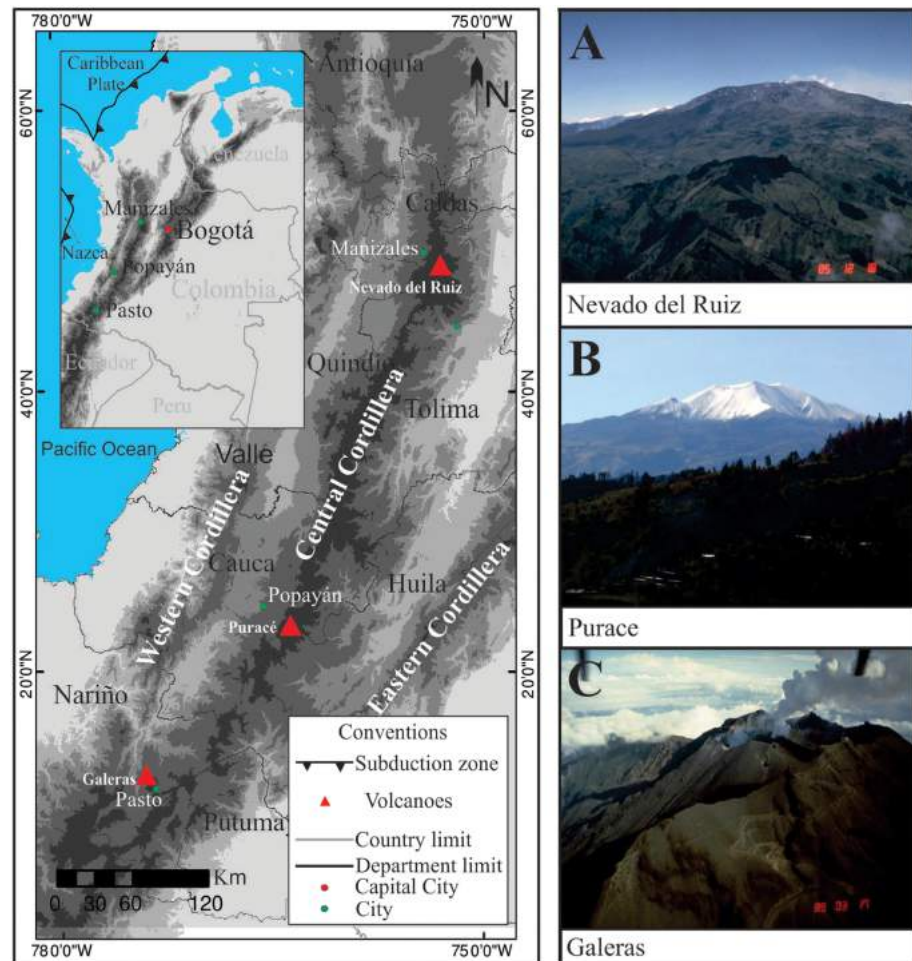 78°0'0"W
75°0'0"W
Caribbean
Plate
Venezuela
Manizales
Bogotá
Nazca
Popayán
Colombia
Pasto
Ecuador
Peru
Pacific Ocean
Antioquia
N
Caldas
Manizales
Nevado del Ruiz
Quindio
Tolima
Valle
Central Cordillera
Western Cordillera
Cauca
Huila
Popayán
Puracé
Eastern Cordillera
Nariño
Galeras
Pasto
Putuma
6°0'0"N
4°0'0"N
2°0'0"N
6°0'0"N
4°0'0"N
2°0'0"N
Km
0 30 60 120
Conventions
Subduction zone
Volcanoes
Country limit
Department limit
Capital City
City
78°0'0"W
75°0'0"W
A
Nevado del Ruiz
B
Purace
C
Galeras